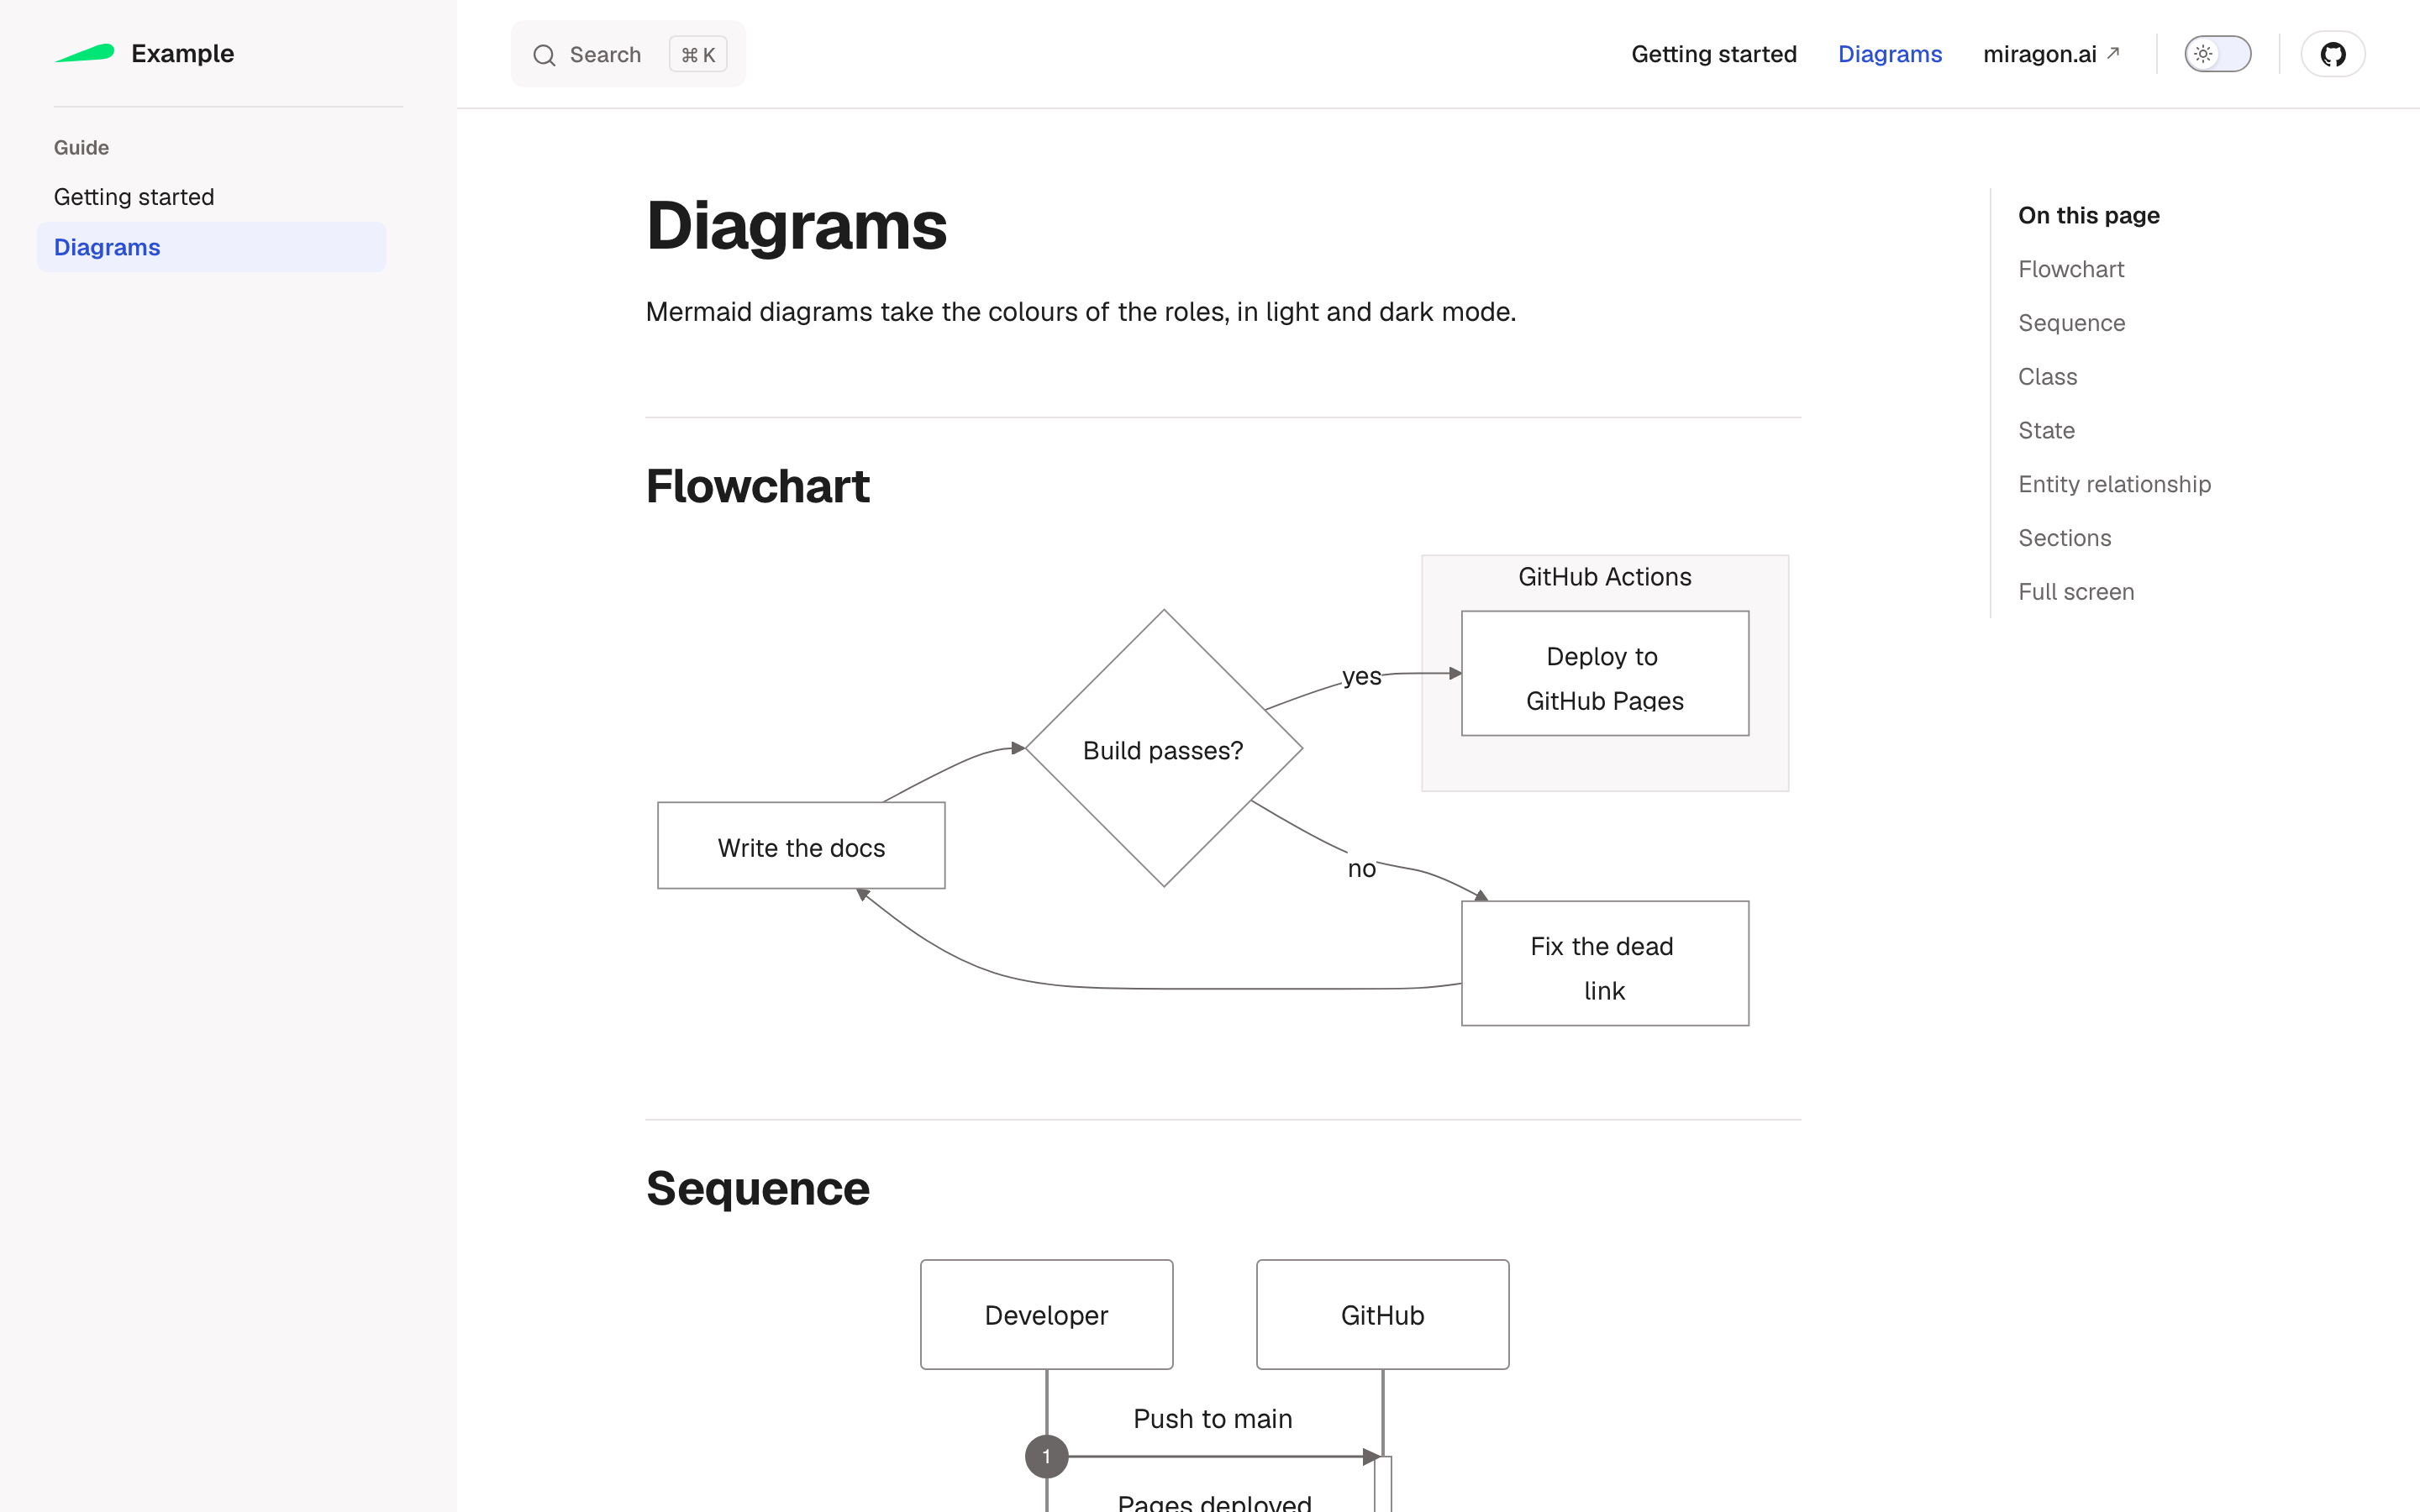 Example
Search ⌘ K
Getting started
Diagrams
miragon.ai ↗
Guide
Getting started
Diagrams
Diagrams
Mermaid diagrams take the colours of the roles, in light and dark mode.
On this page
Flowchart
Sequence
Class
State
Entity relationship
Sections
Full screen
Flowchart
GitHub Actions
Deploy to
GitHub Pages
yes
Build passes?
Write the docs
no
Fix the dead
link
Sequence
Developer
GitHub
Push to main
1
Pages deployed